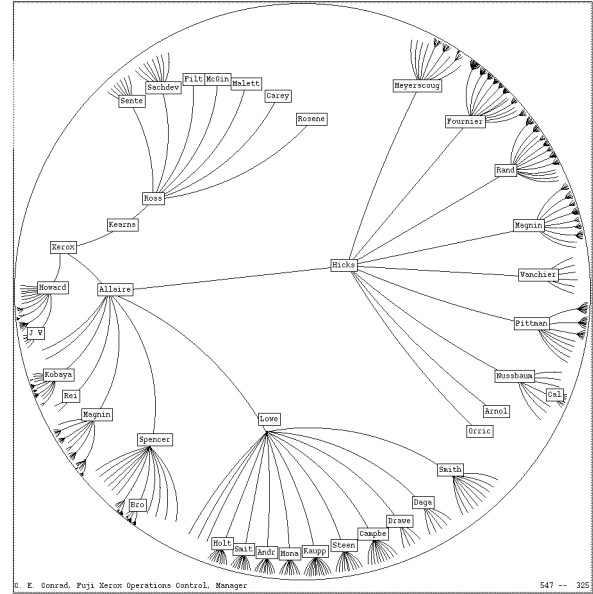 Meyerscoug
Sachdev
Filt
McGin
Malett
Sente
Carey
Rosene
Fournier
Rand
Ross
Kearns
Magnin
Xerox
Hicks
Vanchier
Howard
Allaire
J V
Pittman
Kobaya
Nussbaum
Rei
Cal
Magnin
Arnol
Lowe
Orric
Spencer
Smith
Bro
Daga
Drawe
Campbe
Holt
Smit
Andr
Mona
Kaupp
Steen
C. E. Conrad, Fuji Xerox Operations Control, Manager
547 -- 325